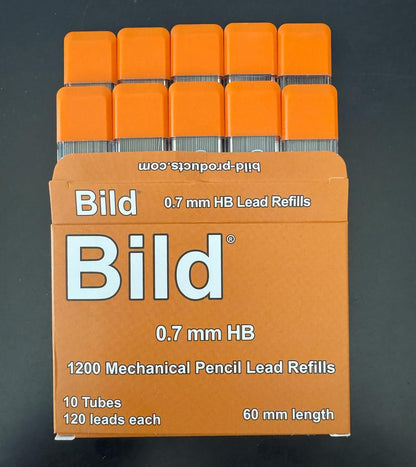 bild-products.com
Bild
0.7 mm HB Lead Refills
Bild®
0.7 mm HB
1200 Mechanical Pencil Lead Refills
10 Tubes
120 leads each
60 mm length